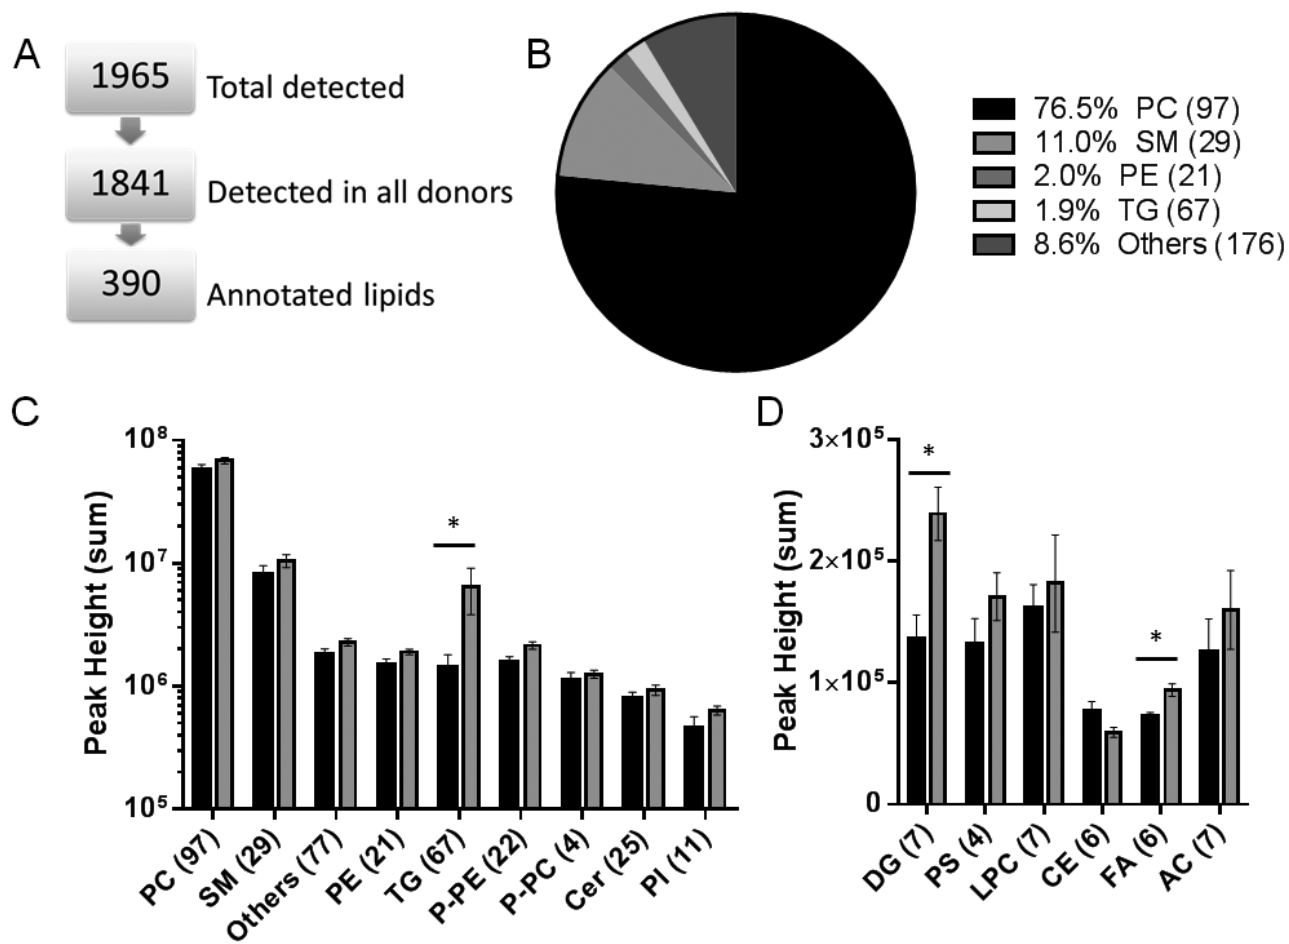 A
1965
Total detected
1841
Detected in all donors
390
Annotated lipids
B
76.5% PC (97)
11.0% SM (29)
2.0% PE (21)
1.9% TG (67)
8.6% Others (176)
C
Peak Height (sum)
10⁸
10⁷
10⁶
10⁵
*
PC (97)
SM (29)
Others (77)
PE (21)
TG (67)
P-PE (22)
P-PC (4)
Cer (25)
PI (11)
D
Peak Height (sum)
3×10⁵
2×10⁵
1×10⁵
0
*
*
DG (7)
PS (4)
LPC (7)
CE (6)
FA (6)
AC (7)